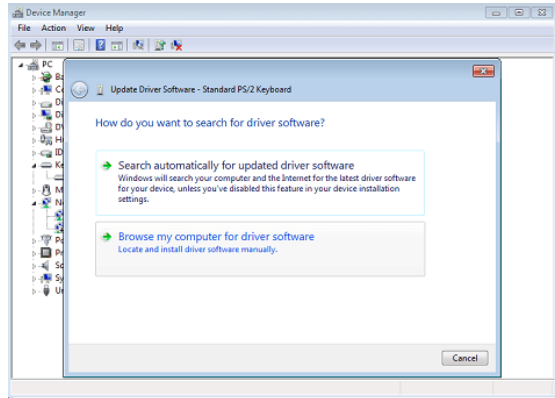 Device Manager
File Action View Help
PC
Update Driver Software - Standard PS/2 Keyboard
How do you want to search for driver software?
Search automatically for updated driver software
Windows will search your computer and the Internet for the latest driver software
for your device, unless you've disabled this feature in your device installation
settings.
Browse my computer for driver software
Locate and install driver software manually.
Cancel